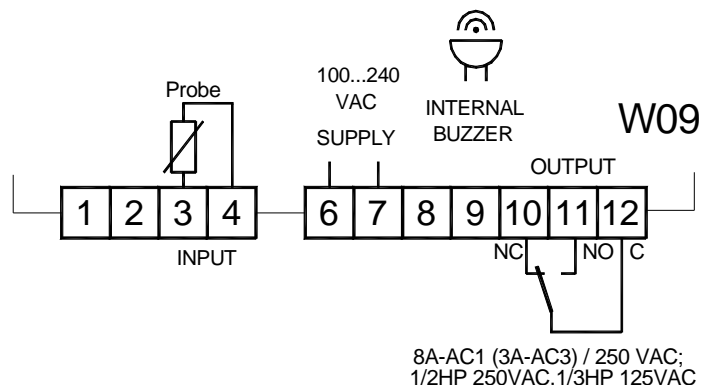 100...240
VAC
SUPPLY
Probe
INTERNAL
BUZZER
W09
OUTPUT
1 2 3 4 6 7 8 9 10 11 12
INPUT
NC NO C
8A-AC1 (3A-AC3) / 250 VAC;
1/2HP 250VAC,1/3HP 125VAC